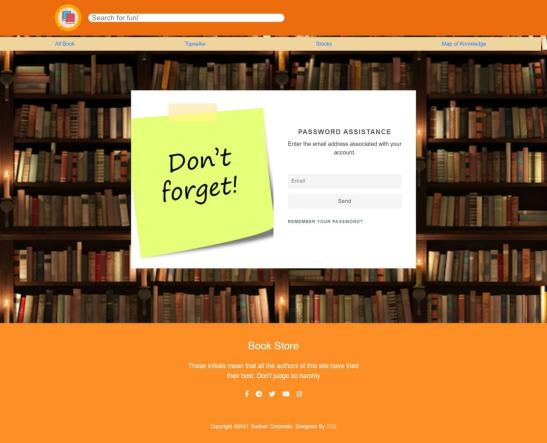 Search for fun!
All Book
Topseller
Stocks
Map of Knowledge
Don't
forget!
PASSWORD ASSISTANCE
Enter the email address associated with your
account.
Email
Send
REMEMBER YOUR PASSWORD?
Book Store
These initials mean that all the authors of this site have tried
their best. Don't judge so harshly
Copyright ©2021 Sodium Corporate. Designed By